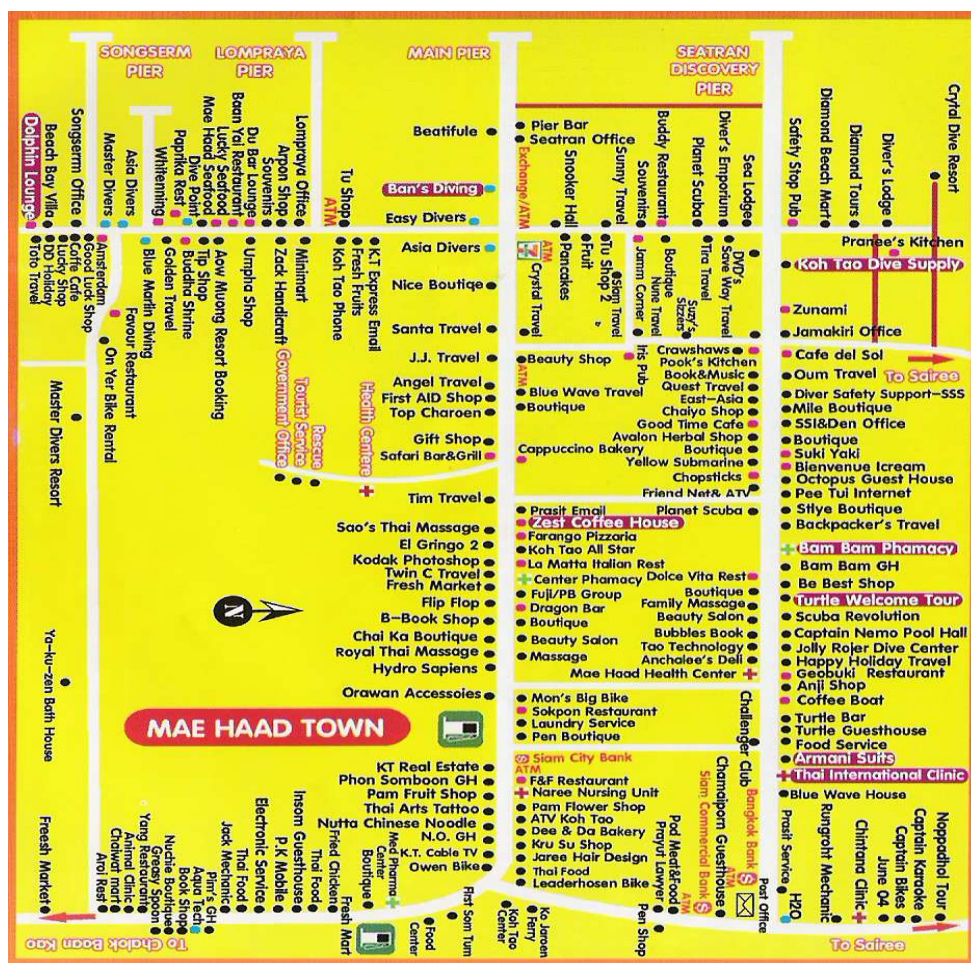 SONGSERM
PIER
LOMPRAYA
PIER
MAIN PIER
SEATRAN
DISCOVERY
PIER
Dolphin Lounge
Beach Bay Villa
Songserm Office
Master Divers
Asia Divers
Whitenning
Paprika Rest
Dive Point
Mae Haad Seafood
Lucky Seafood
Baan Yai Restaurant
Du Bar Lounge
Souvenirs
Arpon Shop
Lompraya Office
ATM
Tu Shop
Beatifule
Ban's Diving
Easy Divers
Pier Bar
Seatran Office
Exchange/ATM
Snooker Hall
Sunny Travel
Souvenirs
Buddy Restaurant
Planet Scuba
Diver's Emporium
Sea Lodge
Safety Stop Pub
Diamond Beach Mart
Diamond Tours
Diver's Lodge
Crytal Dive Resort
Toto Travel
DD Holiday
Lucky Shop
Coffe Cafe
Good Luck Shop
Amsterdam
On Yer Bike Rental
Favour Restaurant
Blue Marlin Diving
Golden Travel
Buddha Shrine
Tip Shop
Aow Muong Resort Booking
Umpha Shop
Zack Handicraft
Minimart
Koh Tao Phone
Fresh Fruits
K.T Express Email
Asia Divers
Nice Boutiqe
Santa Travel
J.J. Travel
Angel Travel
First AID Shop
Top Charoen
Gift Shop
Safari Bar&Grill
Tim Travel
Government Office
Tourist Service
Rescue
Health Centere
ATM
Crystal Travel
Pancakes
Fruit
Tu Shop 2
Siam Travel
Jamm Corner
Boutique
Nune Travel
Suzy's
Sizzers
Tira Travel
Save Way Travel
DVD's
Pranee's Kitchen
Koh Tao Dive Supply
Zunami
Jamakiri Office
To Sairee
Beauty Shop
ATM
Blue Wave Travel
Boutique
Cappuccino Bakery
Iris Pub
Crawshaws
Pook's Kitchen
Book&Music
Quest Travel
East-Asia
Chaiyo Shop
Good Time Cafe
Avalon Herbal Shop
Boutique
Yellow Submarine
Chopsticks
Friend Net& ATV
Cafe del Sol
Oum Travel
Diver Safety Support-SSS
Mile Boutique
SSI&Den Office
Boutique
Suki Yaki
Bienvenue Icream
Octopus Guest House
Pee Tui Internet
Stlye Boutique
Backpacker's Travel
Bam Bam Phamacy
Bam Bam GH
Be Best Shop
Turtle Welcome Tour
Scuba Revolution
Captain Nemo Pool Hall
Jolly Rojer Dive Center
Happy Holiday Travel
Geobuki Restaurant
Anji Shop
Coffee Boat
Turtle Bar
Turtle Guesthouse
Food Service
Armani Suits
Thai International Clinic
Blue Wave House
Master Divers Resort
Ya-ku-zen Bath House
N
MAE HAAD TOWN
Sao's Thai Massage
El Gringo 2
Kodak Photoshop
Twin C Travel
Fresh Market
Flip Flop
B-Book Shop
Chai Ka Boutique
Royal Thai Massage
Hydro Sapiens
Orawan Accessoies
Prasit Email
Zest Coffee House
Farango Pizzaria
Koh Tao All Star
La Matta Italian Rest
Center Phamacy
Fuji/PB Group
Dragon Bar
Boutique
Beauty Salon
Massage
Planet Scuba
Dolce Vita Rest
Boutique
Family Massage
Beauty Salon
Bubbles Book
Tao Technology
Anchalee's Deli
Mae Haad Health Center
Mon's Big Bike
Sokpon Restaurant
Laundry Service
Pen Boutique
Challenger Club
KT Real Estate
Phon Somboon GH
Pam Fruit Shop
Thai Arts Tattoo
Nutta Chinese Noodle
N.O. GH
K.T. Cable TV
Owen Bike
Siam City Bank
ATM
F&F Restaurant
Naree Nursing Unit
Pam Flower Shop
ATV Koh Tao
Dee & Da Bakery
Kru Su Shop
Jaree Hair Design
Thai Food
Leaderhosen Bike
Prayut Lawyer
Pod Meat&Food
ATM
Siam Commercial Bank
Chamaiporn Guesthouse
ATM
Bangkok Bank
Post Office
Prasit Service
H2O
Rungroht Mechanic
Chintana Clinic
June 04
Captain Bikes
Captain Karaoke
Noppadhol Tour
To Sairee
Fresh Market
Aroi Rest
Chaiwat mart
Animal Clinic
Yang Restaurant
Greasy Spoon
Nuchie Boutique
Book Shop
Aqua Tech
Plin's GH
Jack Mechanic
Thai Food
Electronic Service
P.K Mobile
Inson Guesthouse
Thai Food
Fried Chicken
Fresh Mart
Boutique
Med Pharma
Center
Food
Center
First Som Tum
Koh Tao
Center
Ferry
Ko Jaroen
Pen Shop
To Chalok Baan Kao